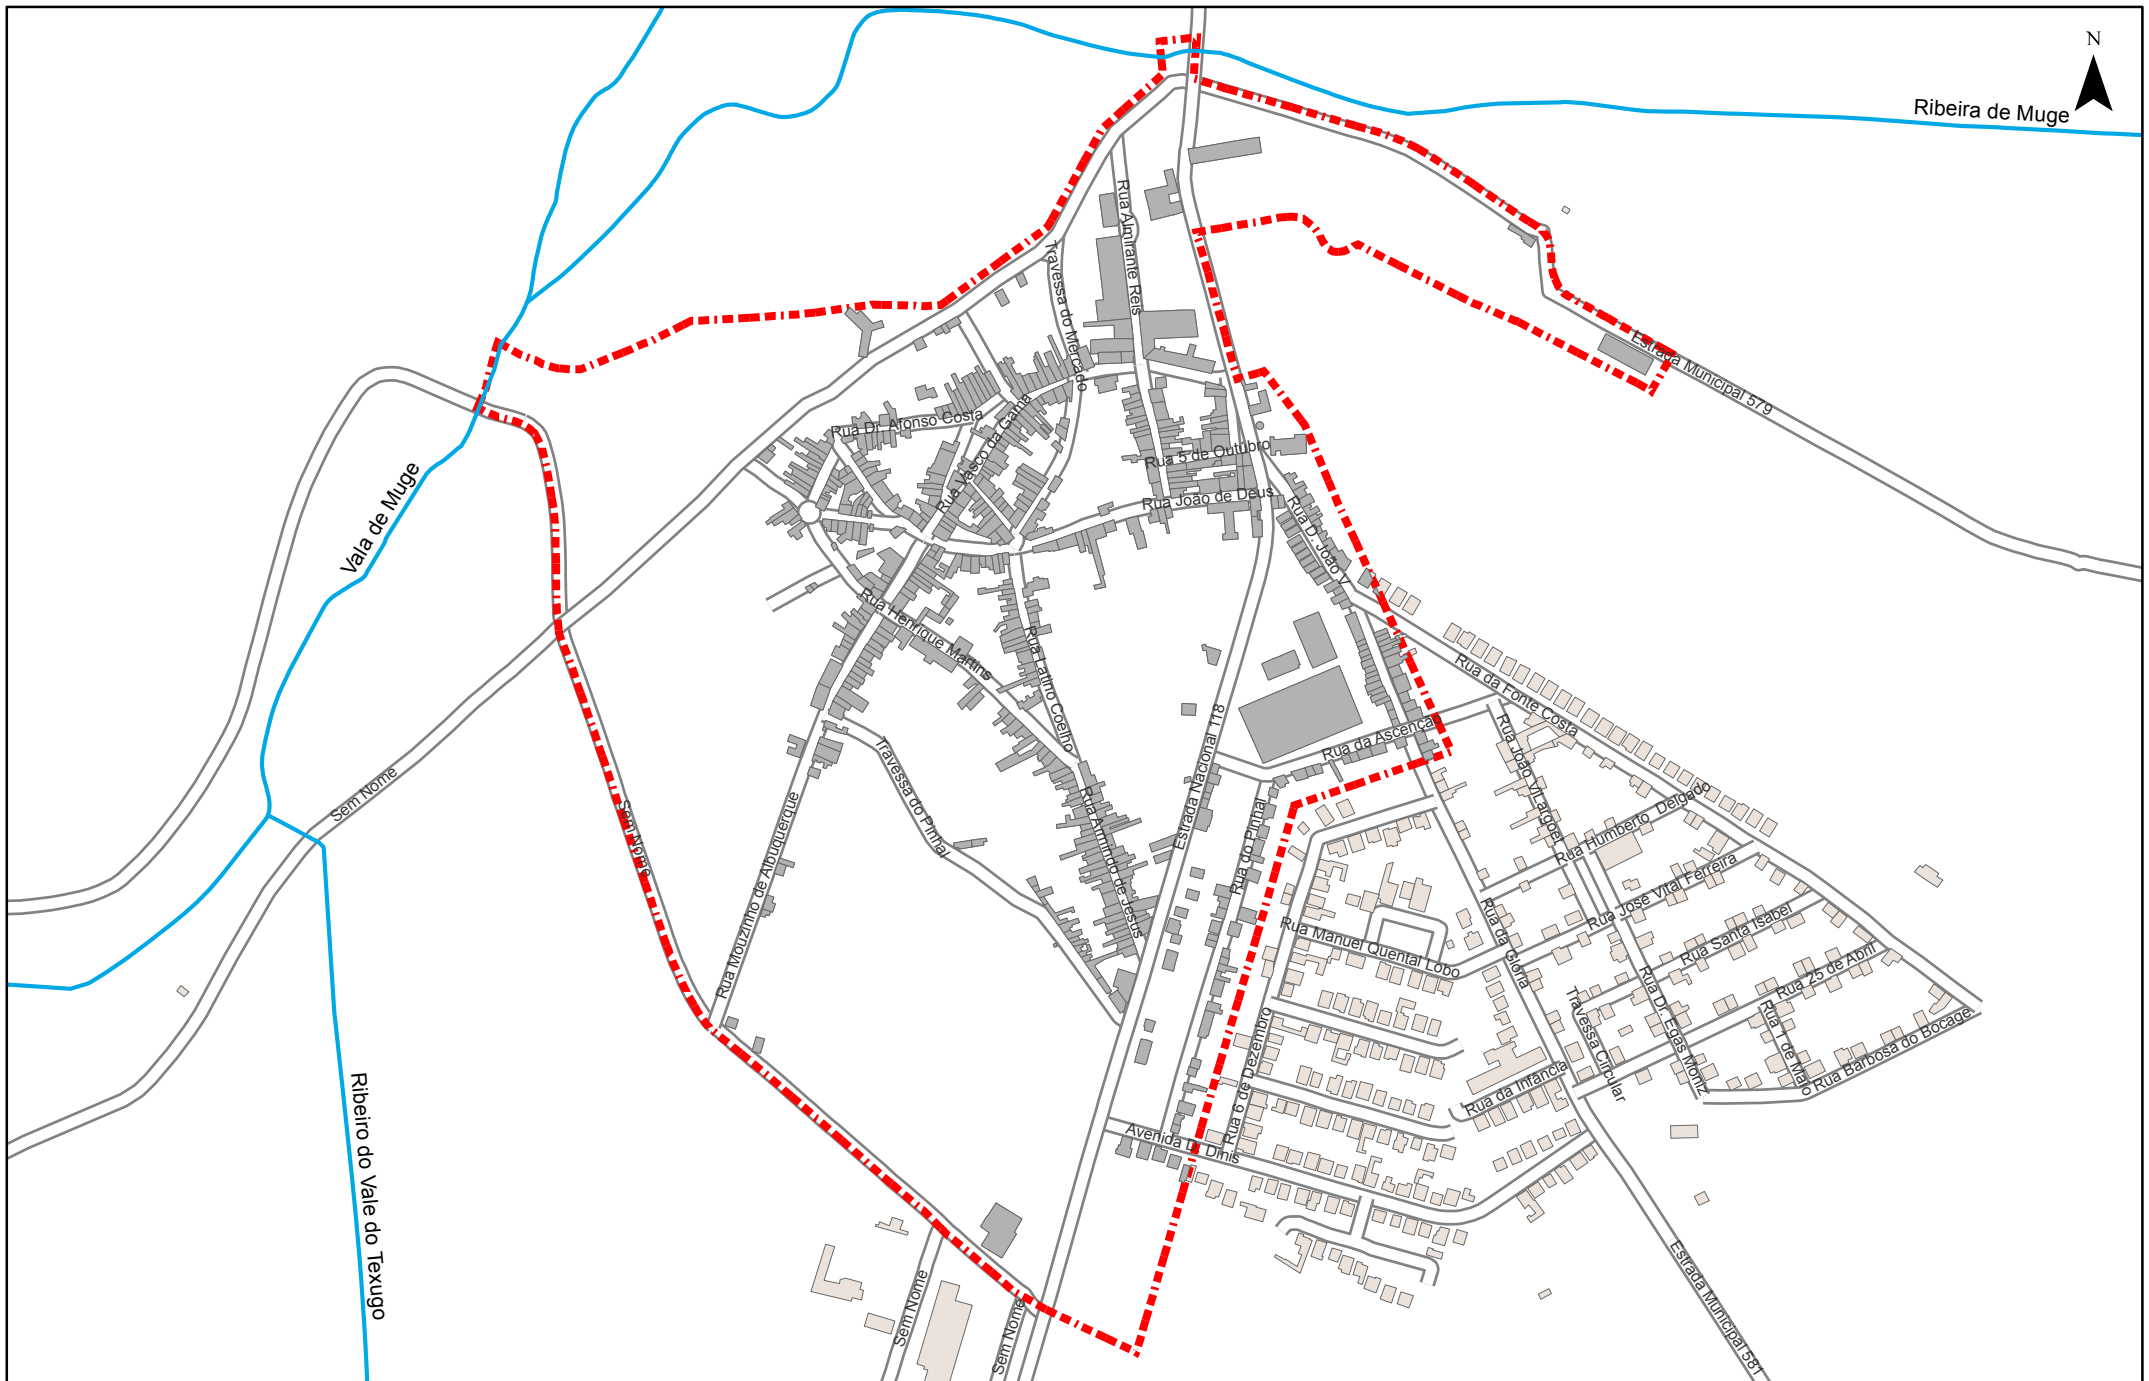 N
Ribeira de Muge
Rua Almirante Reis
Travessa do Mercado
Estrada Municipal 579
Rua Dr. Afonso Costa
Rua Vasco da Gama
Rua 5 de Outubro
Rua João de Deus
Vala de Muge
Rua D. João V
Rua Henrique Martins
Rua Latino Coelho
Rua da Fonte Costa
Estrada Nacional 118
Rua da Ascenção
Rua João Villargoet
Travessa do Pinhal
Sem Nome
Sem Nome
Rua Mouzinho de Albuquerque
Rua Armindo de Jesus
Rua do Pinhal
Rua Humberto Delgado
Rua José Vital Ferreira
Rua Manuel Quental Lobo
Rua da Glória
Rua Santa Isabel
Rua 25 de Abril
Rua Dr. Egas Moniz
Travessa Circular
Rua 1 de Maio
Rua Barbosa do Bocage
Rua 6 de Dezembro
Rua da Infância
Avenida D. Dinis
Ribeiro do Vale do Texugo
Sem Nome
Sem Nome
Estrada Municipal 581